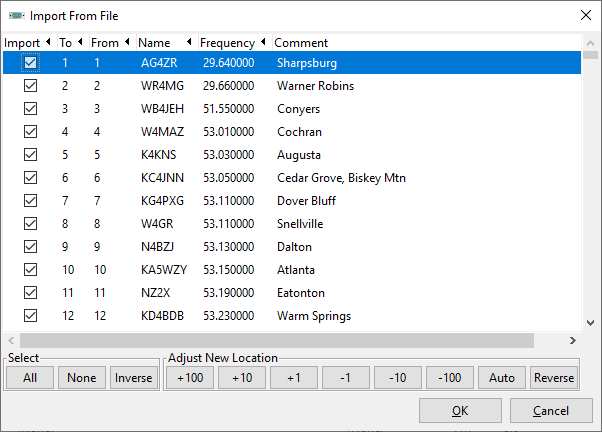 Import From File
Import To From Name Frequency Comment
1 1 AG4ZR 29.640000 Sharpsburg
2 2 WR4MG 29.660000 Warner Robins
3 3 WB4JEH 51.550000 Conyers
4 4 W4MAZ 53.010000 Cochran
5 5 K4KNS 53.030000 Augusta
6 6 KC4JNN 53.050000 Cedar Grove, Biskey Mtn
7 7 KG4PXG 53.110000 Dover Bluff
8 8 W4GR 53.110000 Snellville
9 9 N4BZJ 53.130000 Dalton
10 10 KA5WZY 53.150000 Atlanta
11 11 NZ2X 53.190000 Eatonton
12 12 KD4BDB 53.230000 Warm Springs
Select Adjust New Location
All None Inverse +100 +10 +1 -1 -10 -100 Auto Reverse
OK Cancel